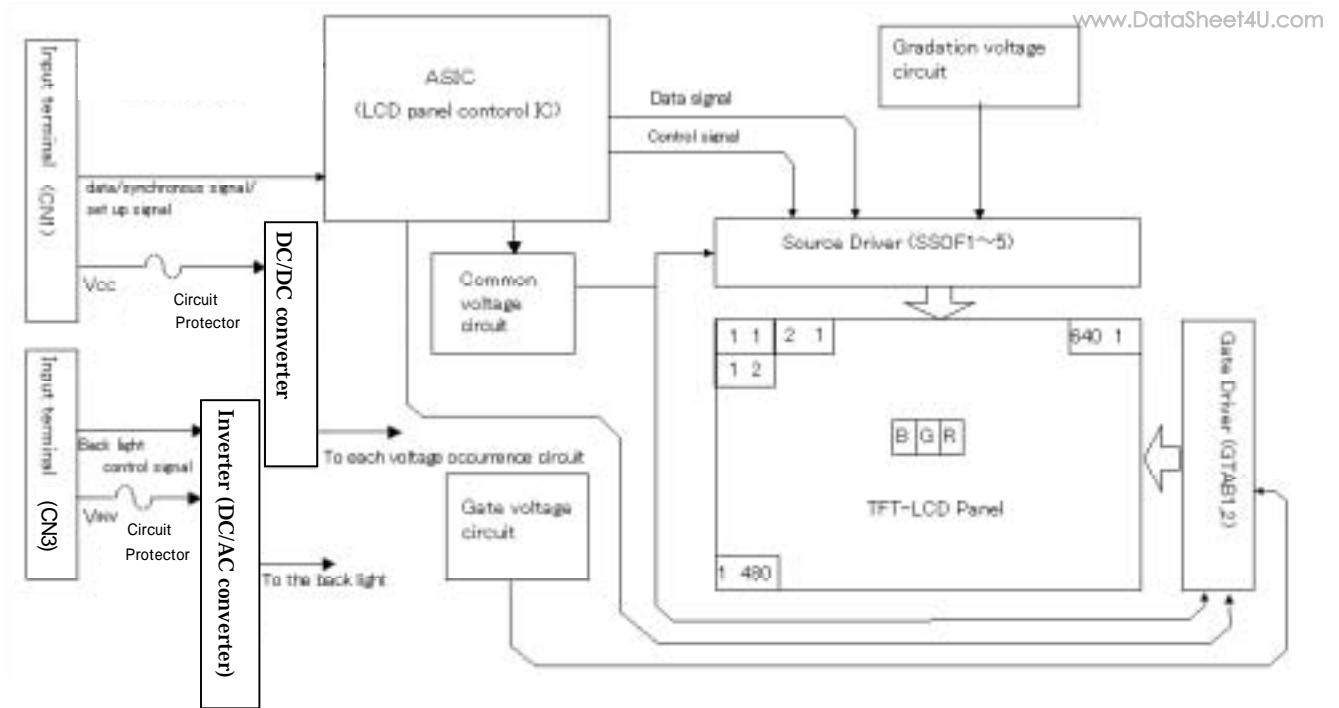 www.DataSheet4U.com
Input terminal (CN1)
data/synchronous signal/
set up signal
Vcc
Circuit
Protector
DC/DC converter
ASIC
(LCD panel contorol IC)
Data signal
Control signal
Gradation voltage
circuit
Source Driver (SSOF1～5)
Common
voltage
circuit
1 1
2 1
640 1
1 2
B G R
TFT-LCD Panel
1 480
Gate Driver (GTAB1,2)
Input terminal (CN3)
Back light
control signal
VINV
Circuit
Protector
Inverter (DC/AC converter)
To each voltage occurrence circuit
To the back light
Gate voltage
circuit